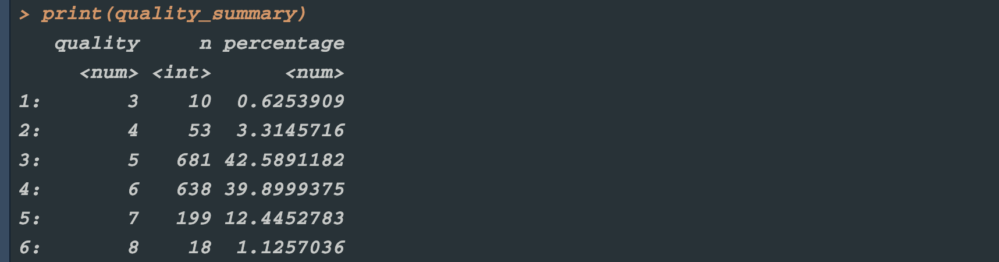 > print(quality_summary)
   quality     n percentage
     <num> <int>      <num>
1:       3    10  0.6253909
2:       4    53  3.3145716
3:       5   681 42.5891182
4:       6   638 39.8999375
5:       7   199 12.4452783
6:       8    18  1.1257036